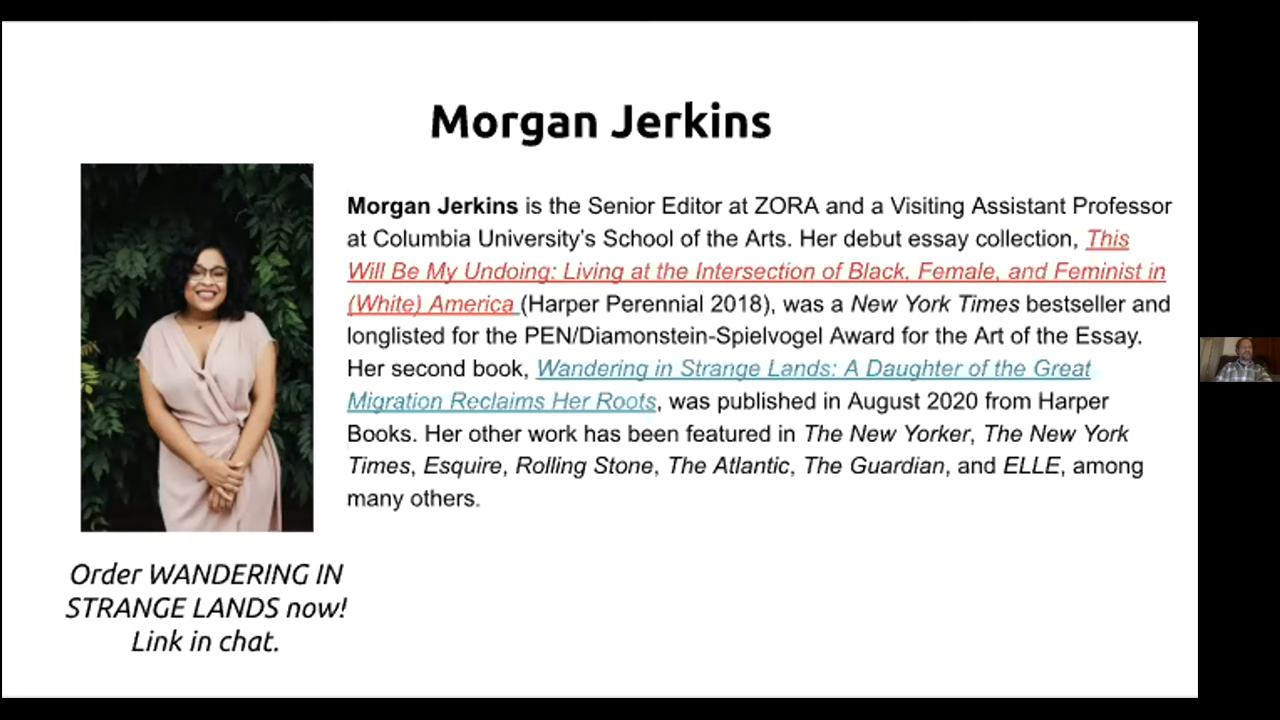 Morgan Jerkins
Morgan Jerkins is the Senior Editor at ZORA and a Visiting Assistant Professor
at Columbia University's School of the Arts. Her debut essay collection, This
Will Be My Undoing: Living at the Intersection of Black, Female, and Feminist in
(White) America (Harper Perennial 2018), was a New York Times bestseller and
longlisted for the PEN/Diamonstein-Spielvogel Award for the Art of the Essay.
Her second book, Wandering in Strange Lands: A Daughter of the Great
Migration Reclaims Her Roots, was published in August 2020 from Harper
Books. Her other work has been featured in The New Yorker, The New York
Times, Esquire, Rolling Stone, The Atlantic, The Guardian, and ELLE, among
many others.
Order WANDERING IN
STRANGE LANDS now!
Link in chat.